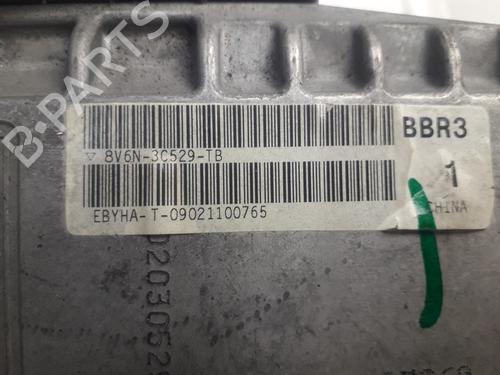 BBR3
▽ 8V6N-3C529-TB
1
EBYHA-T-09021100765
CHINA
B-PARTS